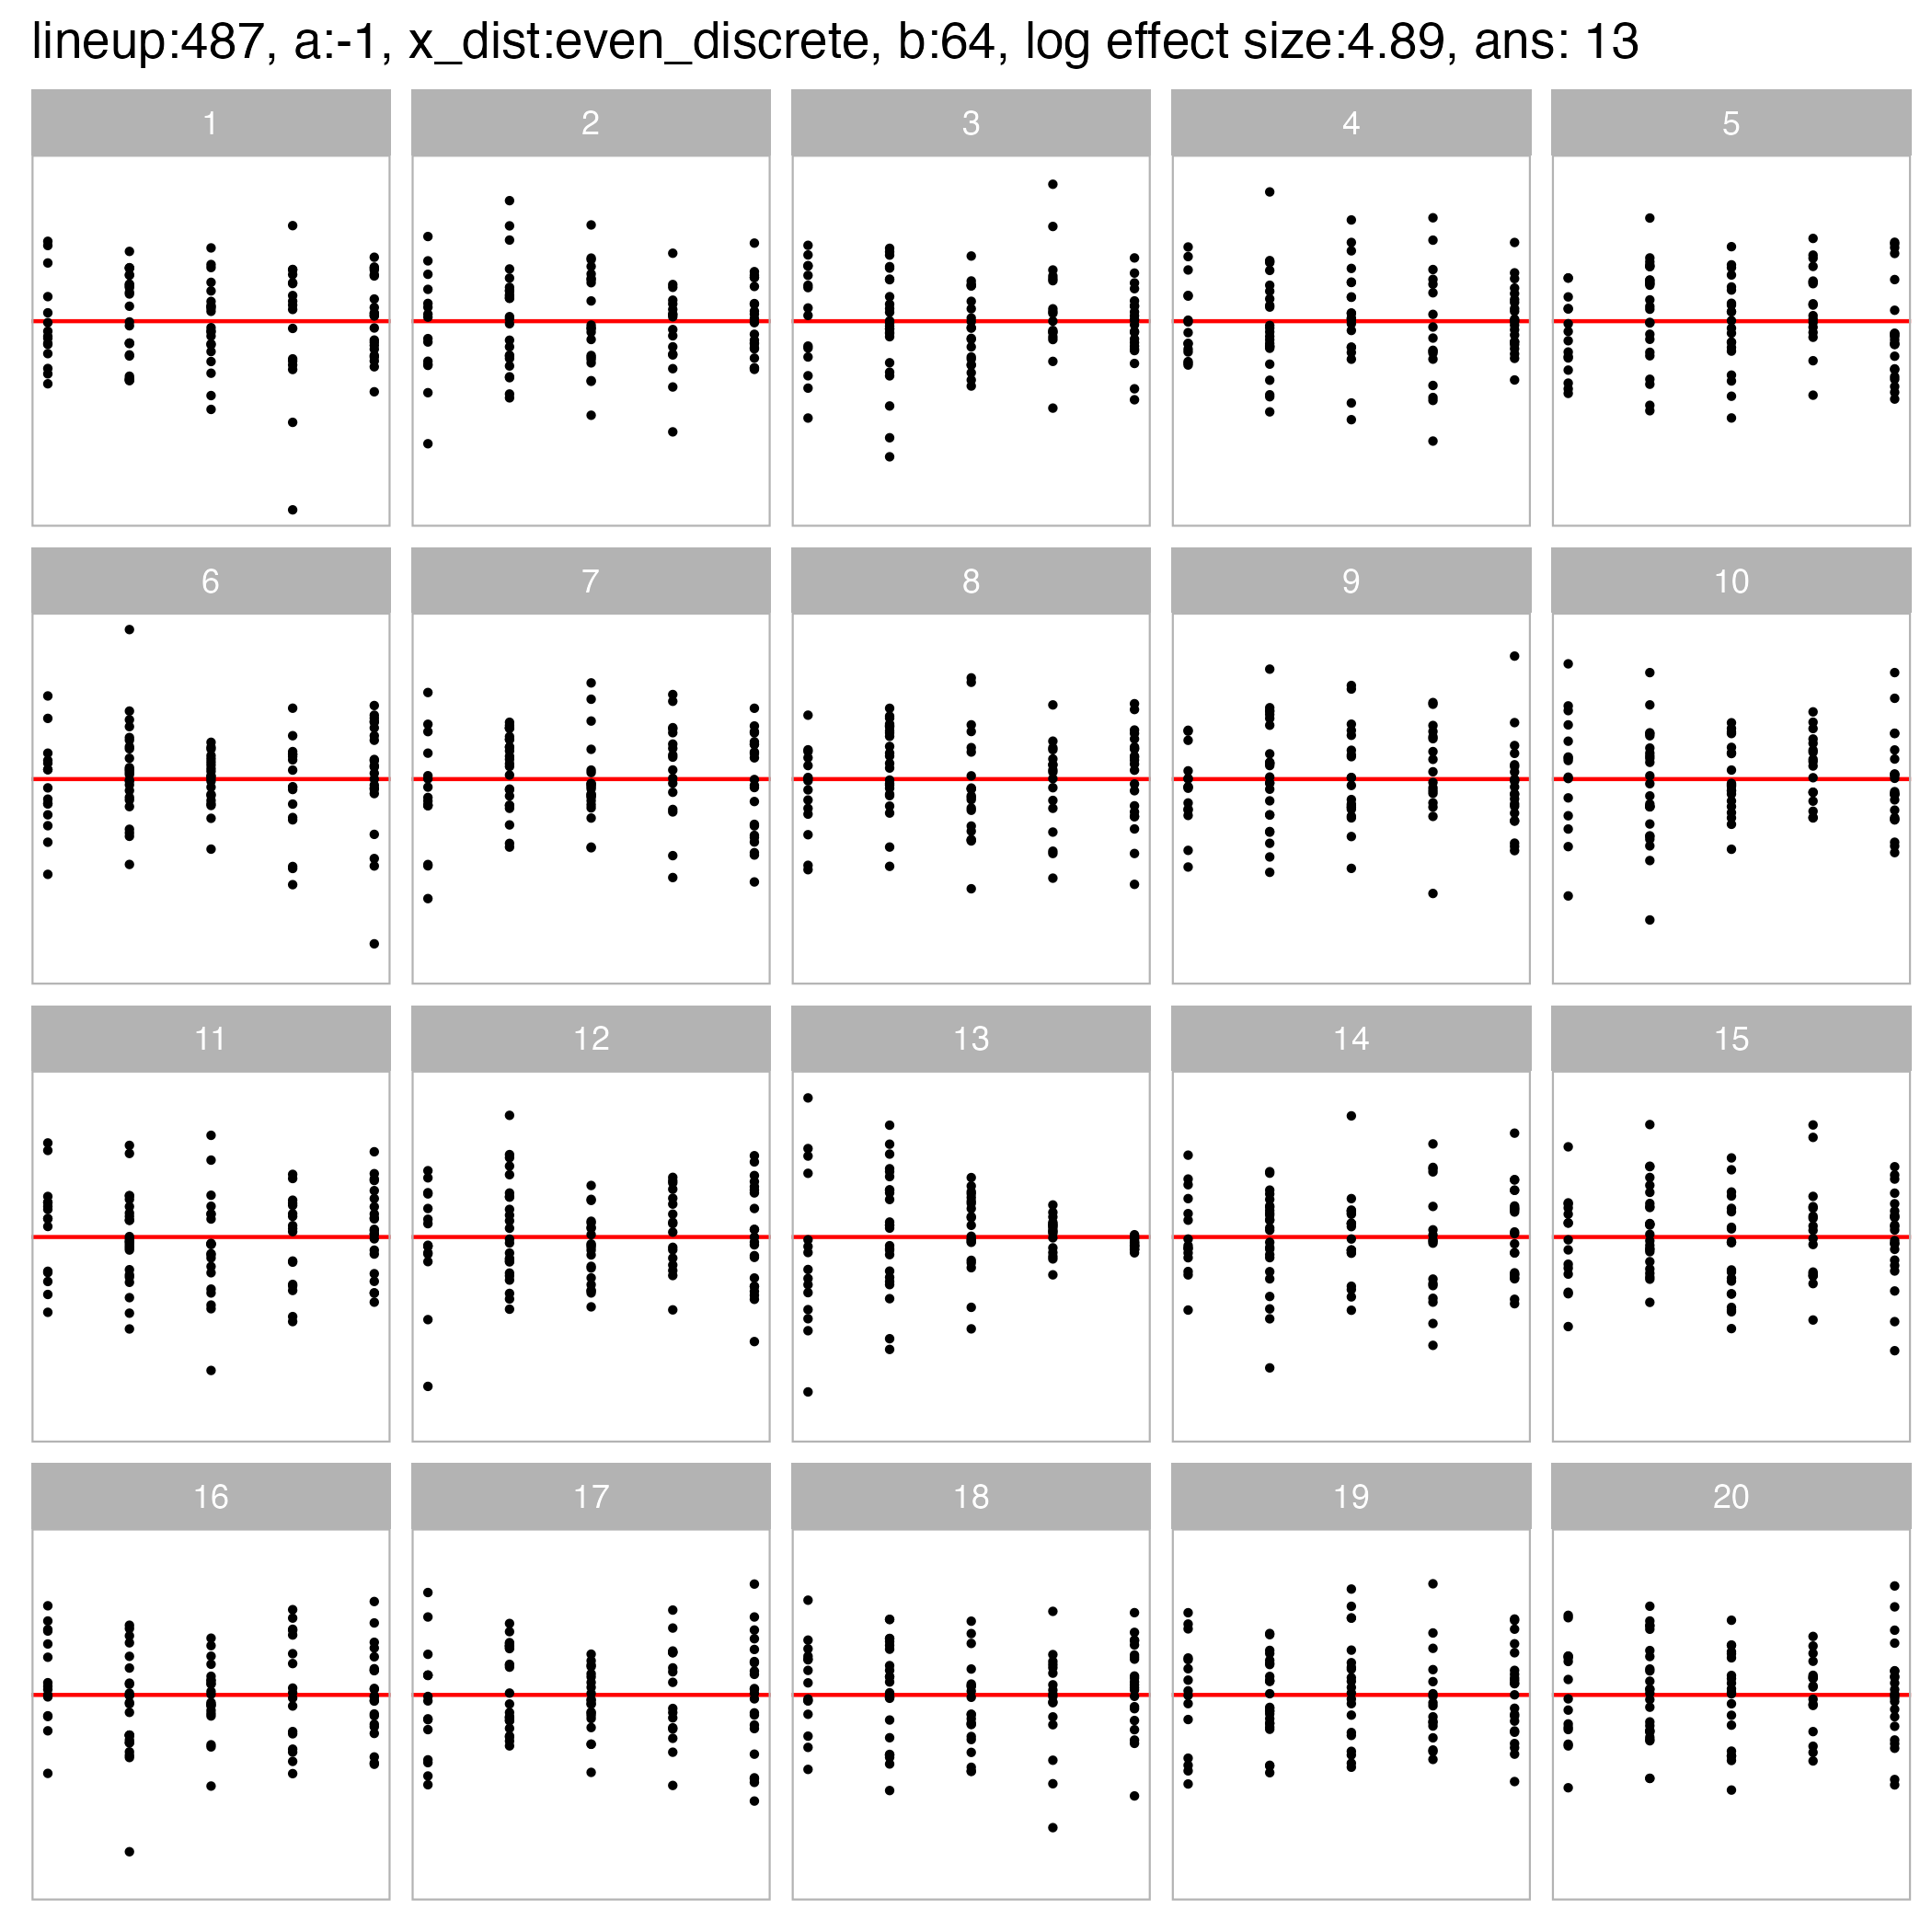 lineup:487, a:-1, x_dist:even_discrete, b:64, log effect size:4.89, ans: 13
1 2 3 4 5
6 7 8 9 10
11 12 13 14 15
16 17 18 19 20